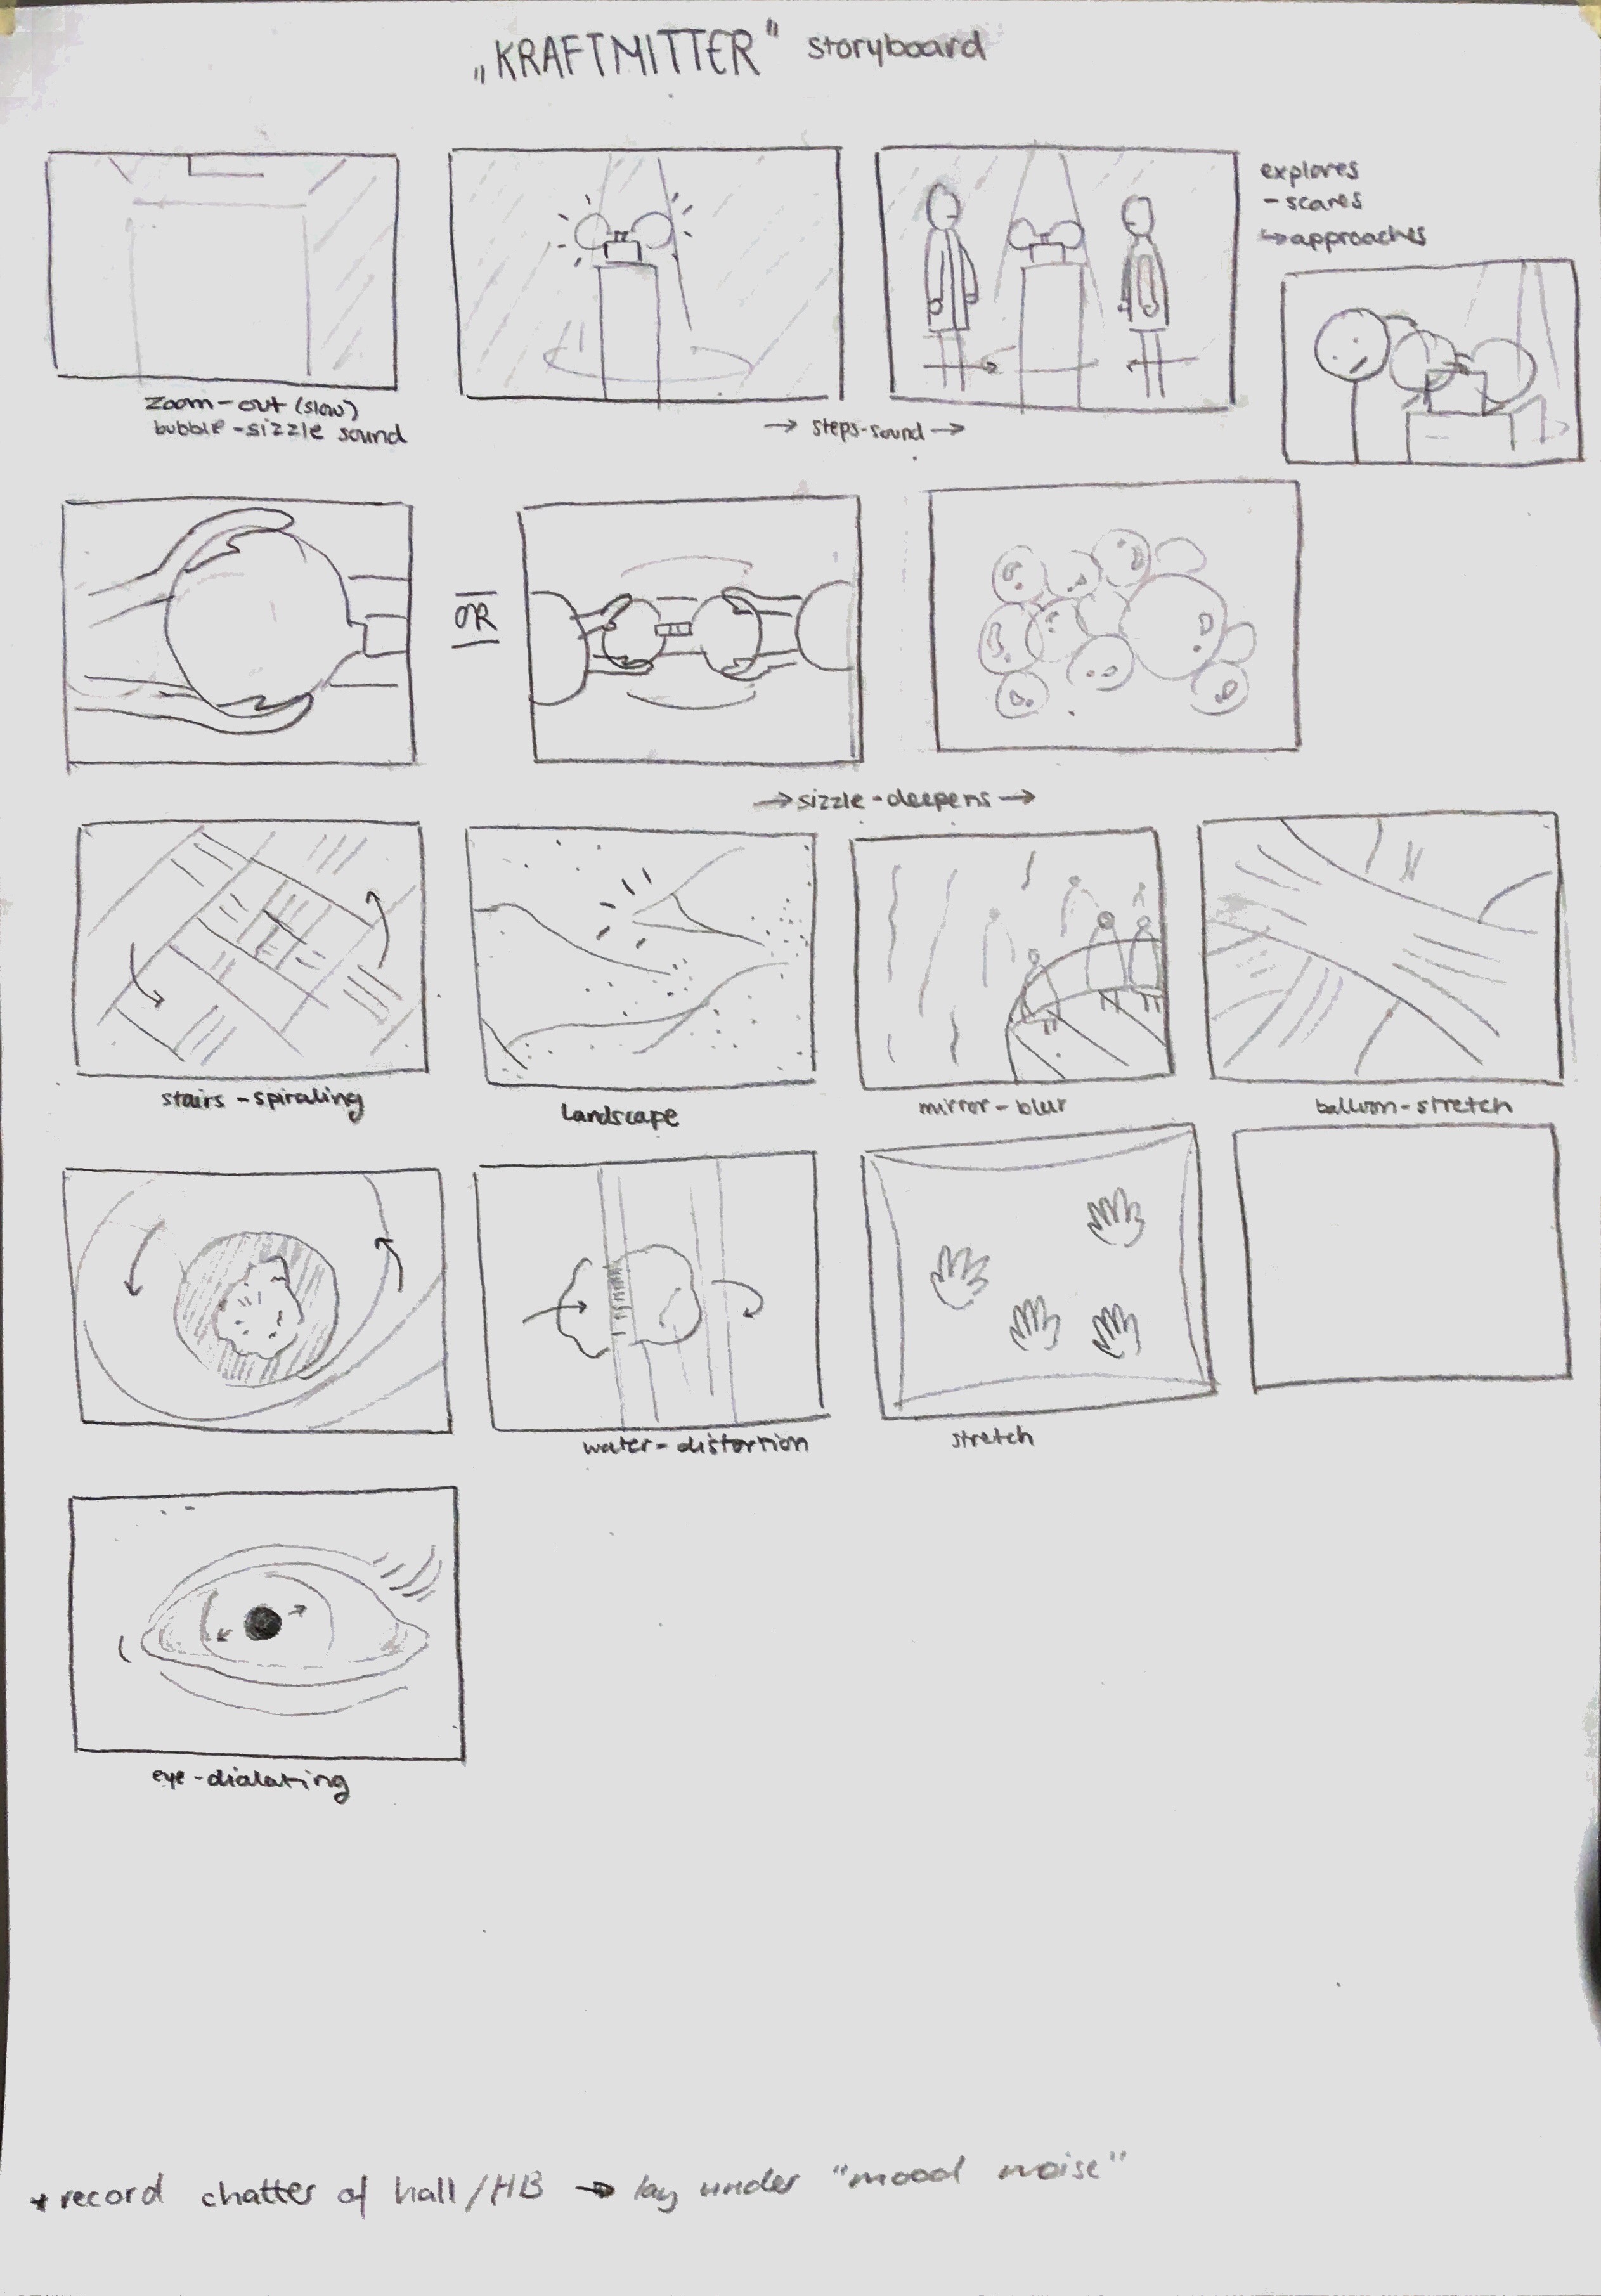 „KRAFTMITTER" storyboard
explores
- scares
↳ approaches
zoom-out (slow)
bubble-sizzle sound
→ steps-sound →
OR
→ sizzle-deepens →
stairs-spiraling
landscape
mirror-blur
balloon-stretch
water-distortion
stretch
eye-dialating
* record chatter of hall/HB → lay under "mood noise"